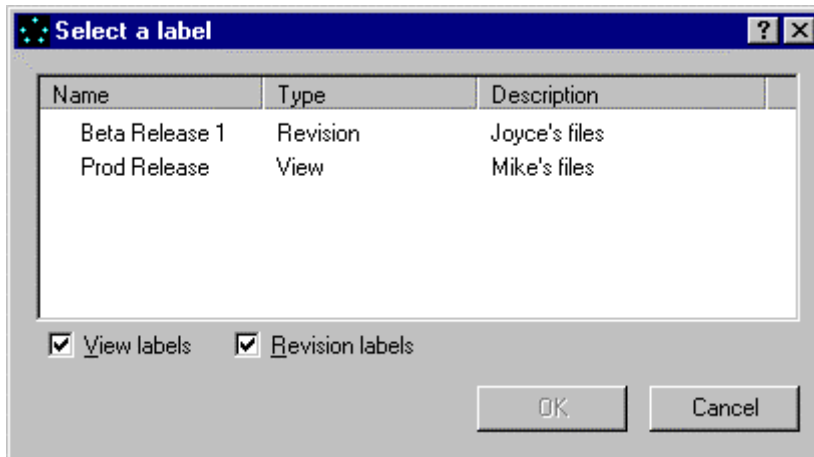 Select a label
Name Type Description
Beta Release 1 Revision Joyce's files
Prod Release View Mike's files
View labels Revision labels
OK Cancel